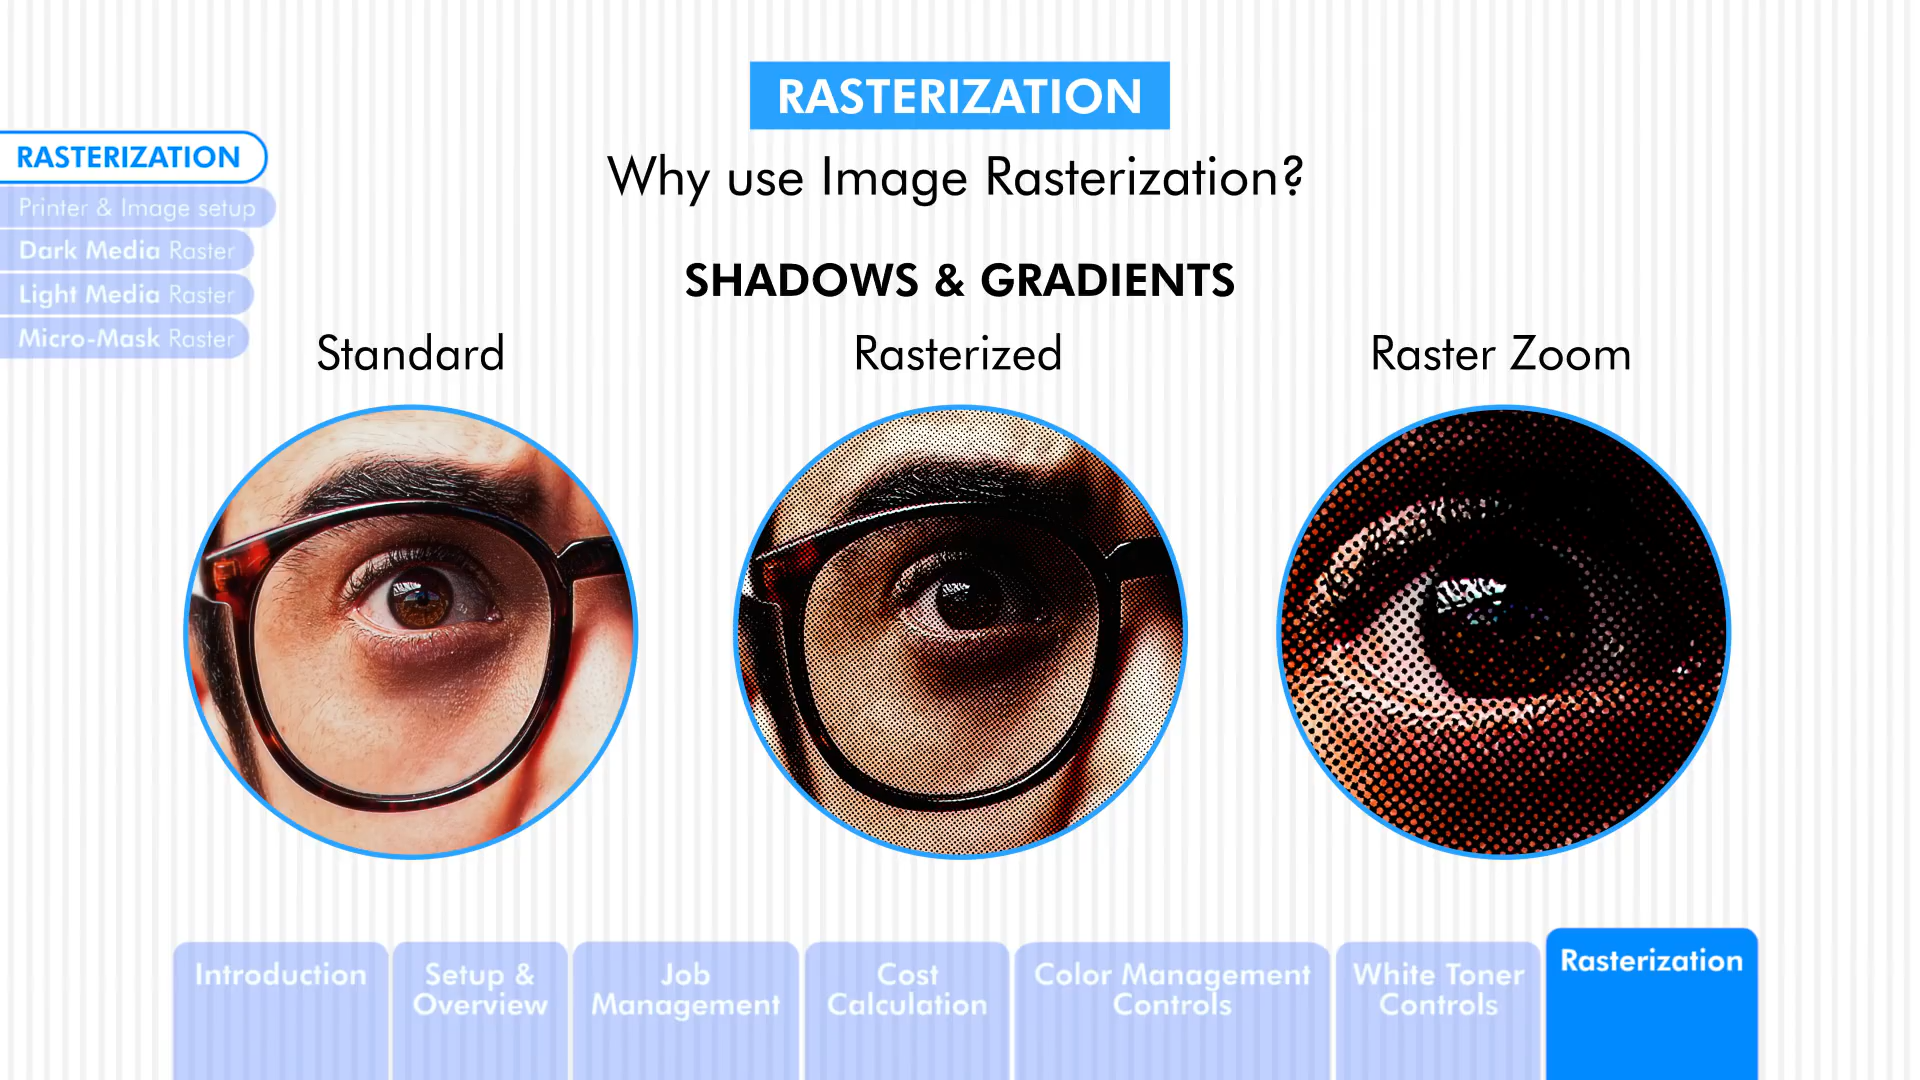 RASTERIZATION
Why use Image Rasterization?
RASTERIZATION
Printer & Image setup
Dark Media Raster
Light Media Raster
Micro-Mask Raster
SHADOWS & GRADIENTS
Standard
Rasterized
Raster Zoom
Introduction
Setup &
Overview
Job
Management
Cost
Calculation
Color Management
Controls
White Toner
Controls
Rasterization